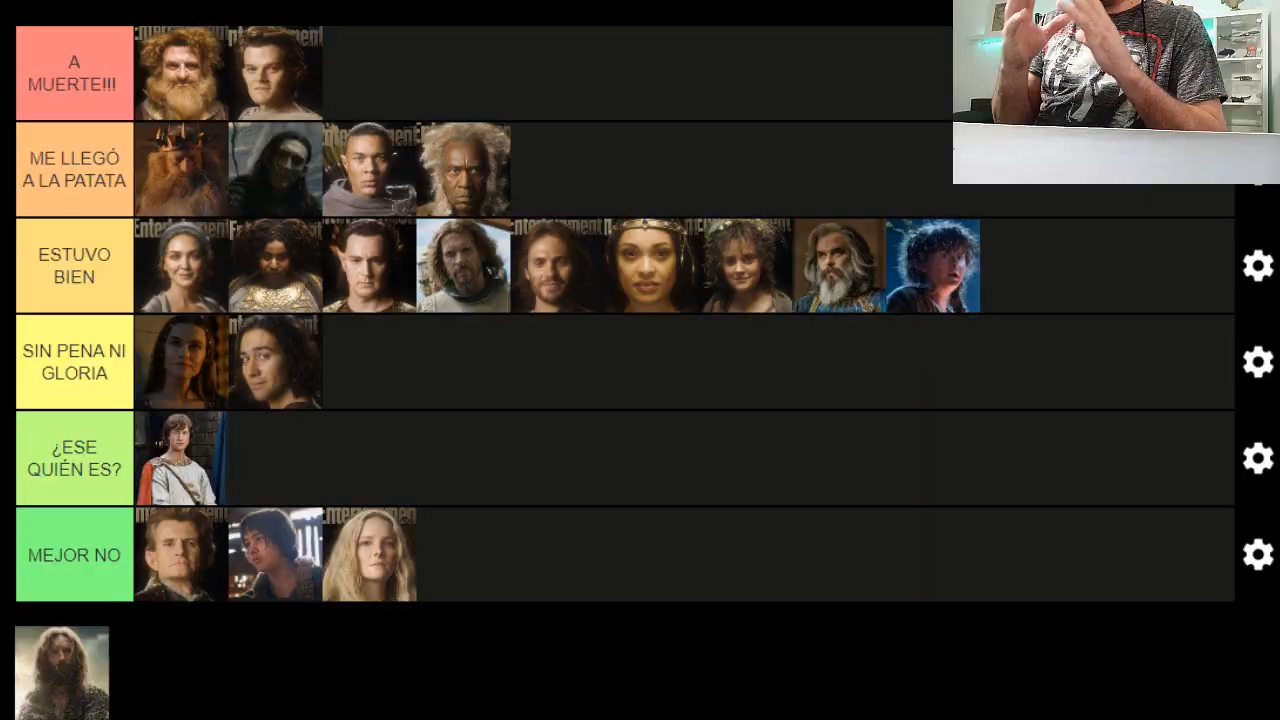 A
MUERTE!!!
ME LLEGÓ
A LA PATATA
ESTUVO
BIEN
SIN PENA NI
GLORIA
¿ESE
QUIÉN ES?
MEJOR NO